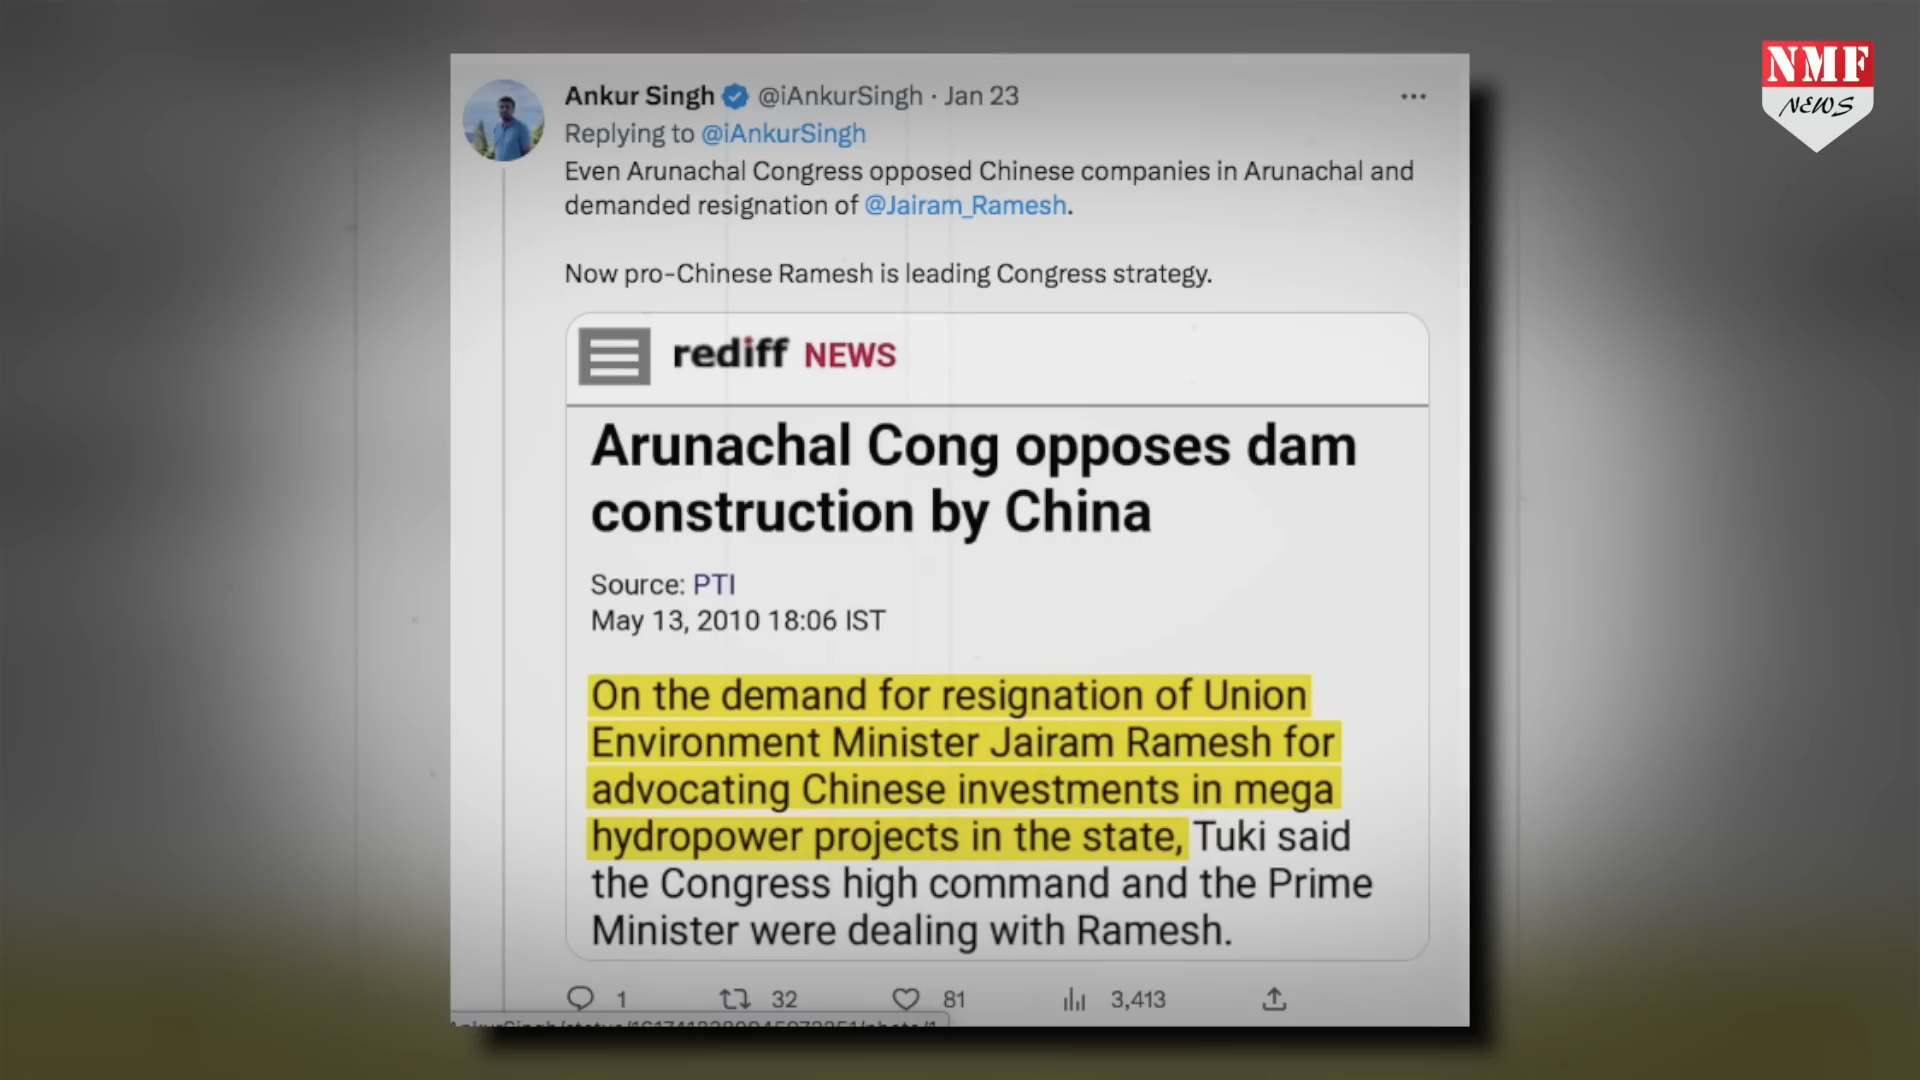 NMF
NEWS
Ankur Singh @iAnkurSingh · Jan 23
Replying to @iAnkurSingh
Even Arunachal Congress opposed Chinese companies in Arunachal and
demanded resignation of @Jairam_Ramesh.
Now pro-Chinese Ramesh is leading Congress strategy.
rediff NEWS
Arunachal Cong opposes dam
construction by China
Source: PTI
May 13, 2010 18:06 IST
On the demand for resignation of Union
Environment Minister Jairam Ramesh for
advocating Chinese investments in mega
hydropower projects in the state, Tuki said
the Congress high command and the Prime
Minister were dealing with Ramesh.
1 32 81 3,413